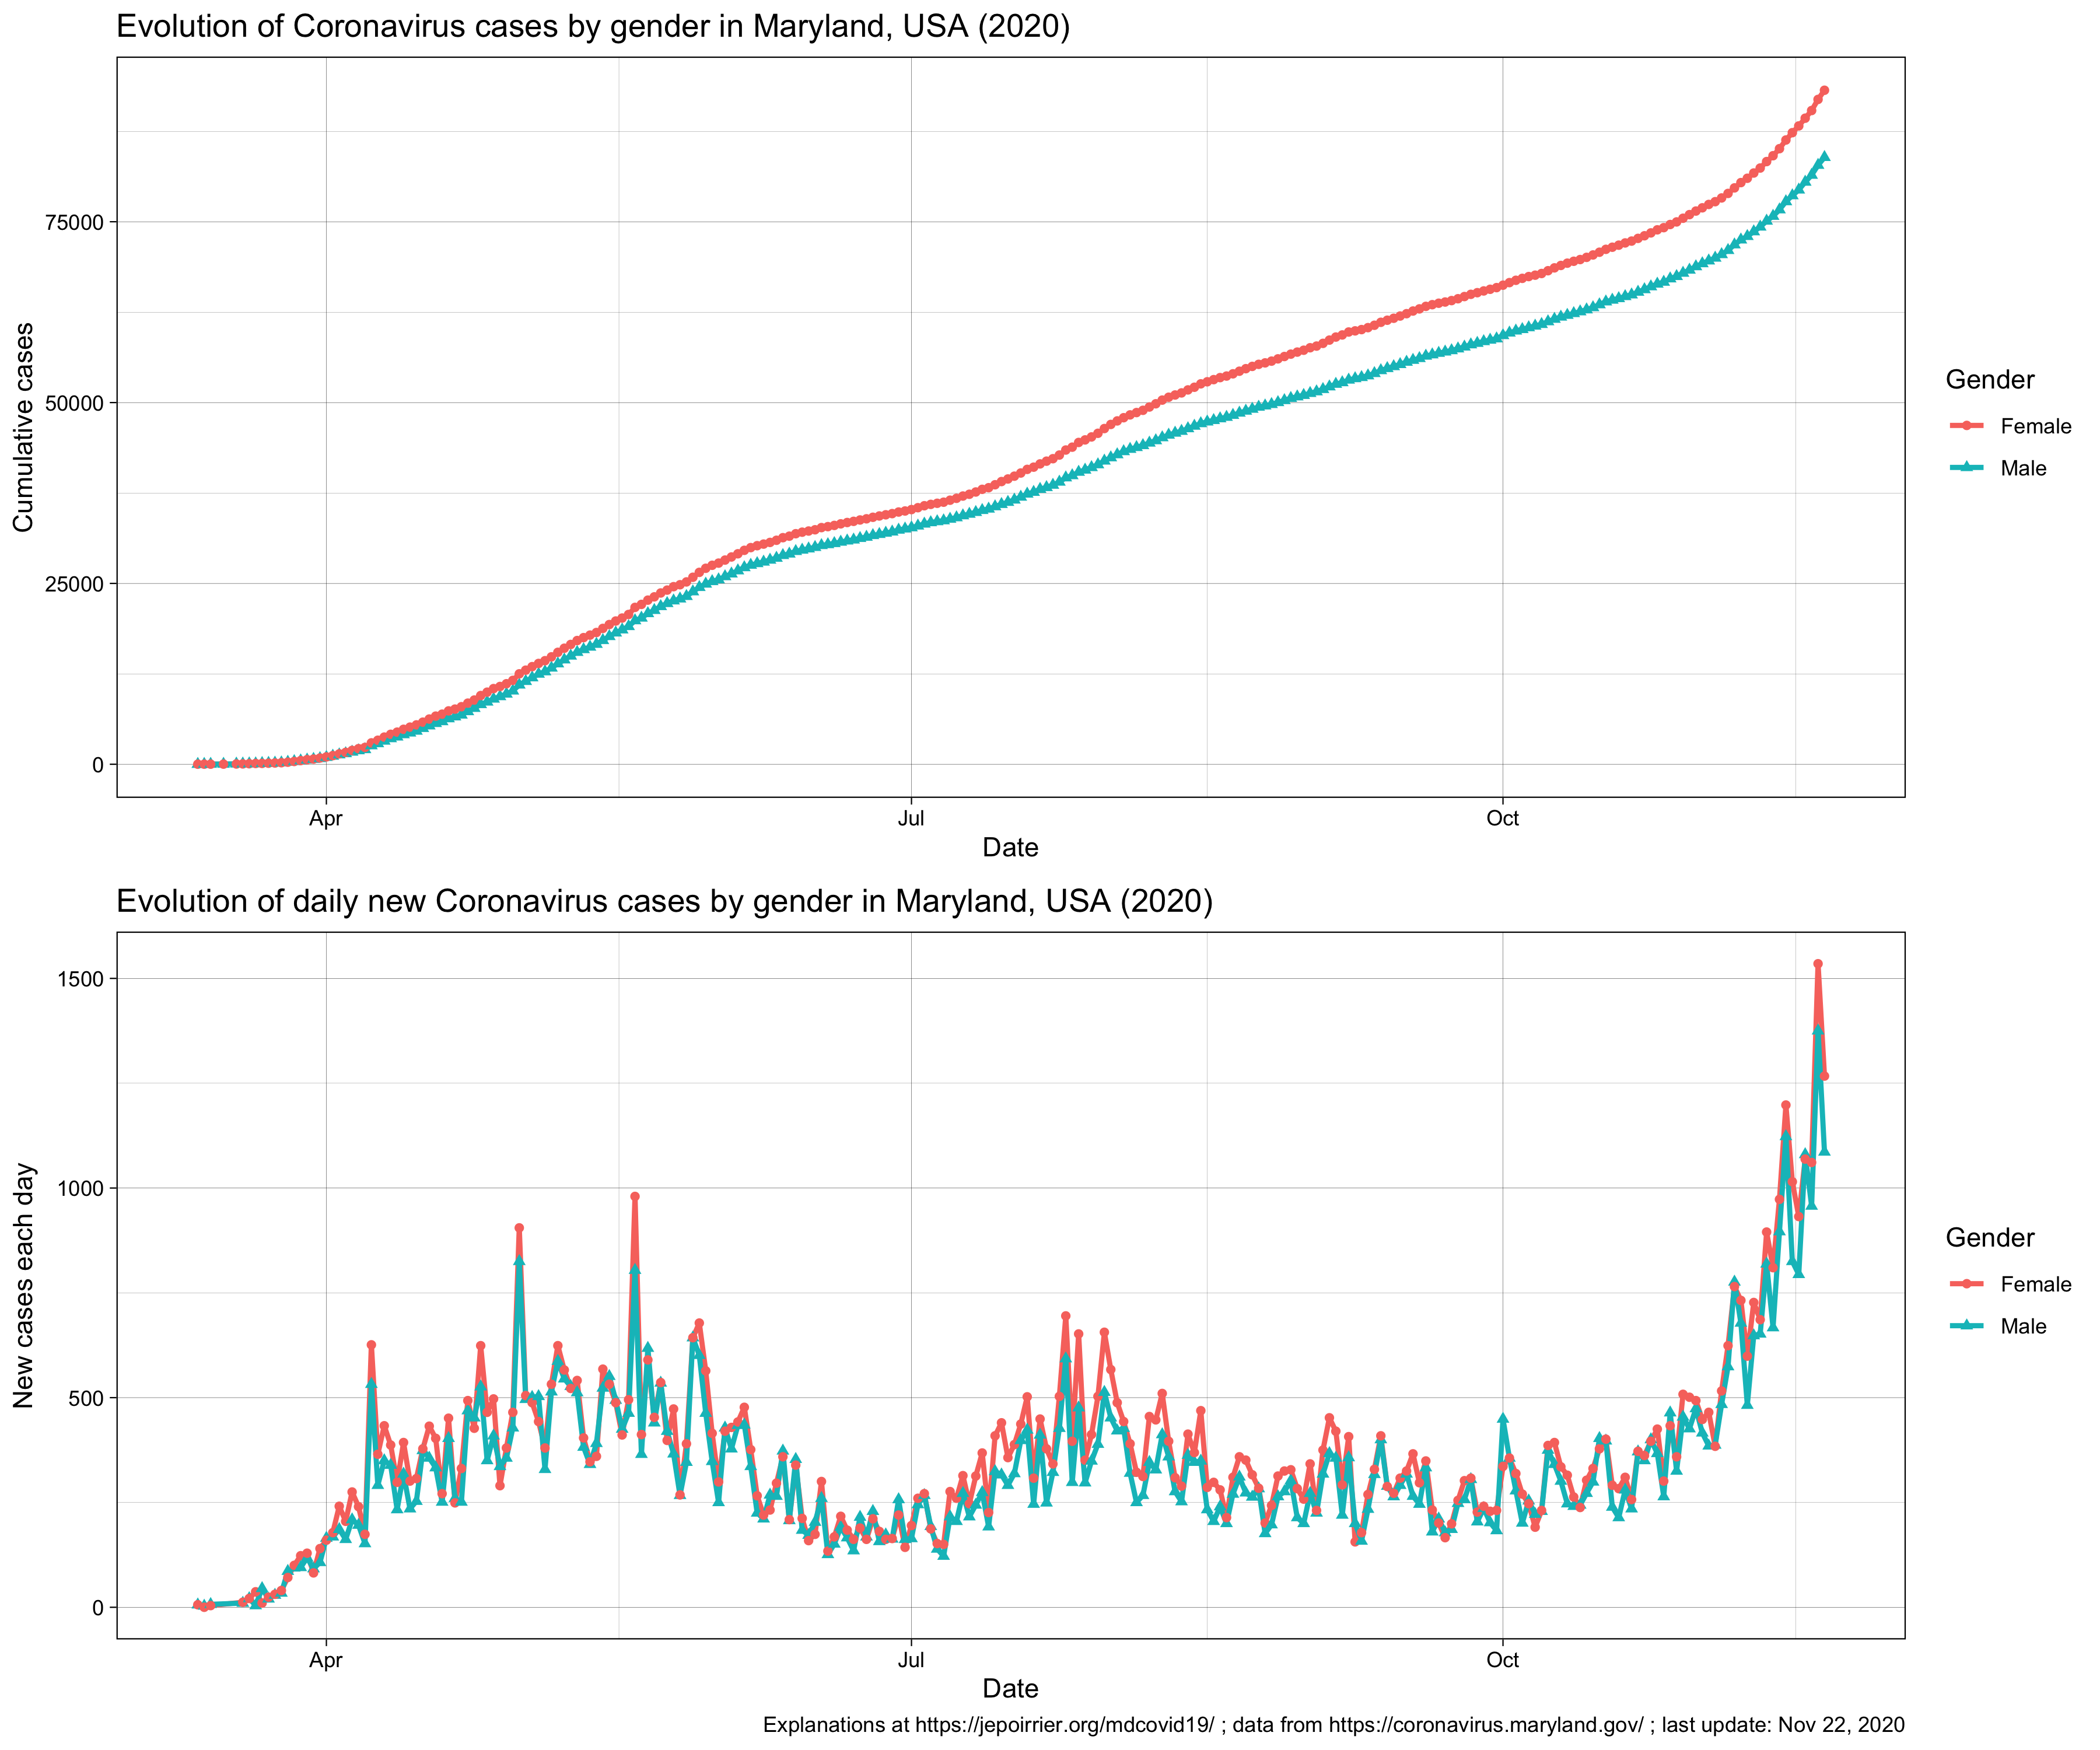 Evolution of Coronavirus cases by gender in Maryland, USA (2020)
75000
50000
25000
0
Cumulative cases
Apr
Jul
Oct
Date
Gender
Female
Male
Evolution of daily new Coronavirus cases by gender in Maryland, USA (2020)
1500
1000
500
0
New cases each day
Apr
Jul
Oct
Date
Gender
Female
Male
Explanations at https://jepoirrier.org/mdcovid19/ ; data from https://coronavirus.maryland.gov/ ; last update: Nov 22, 2020